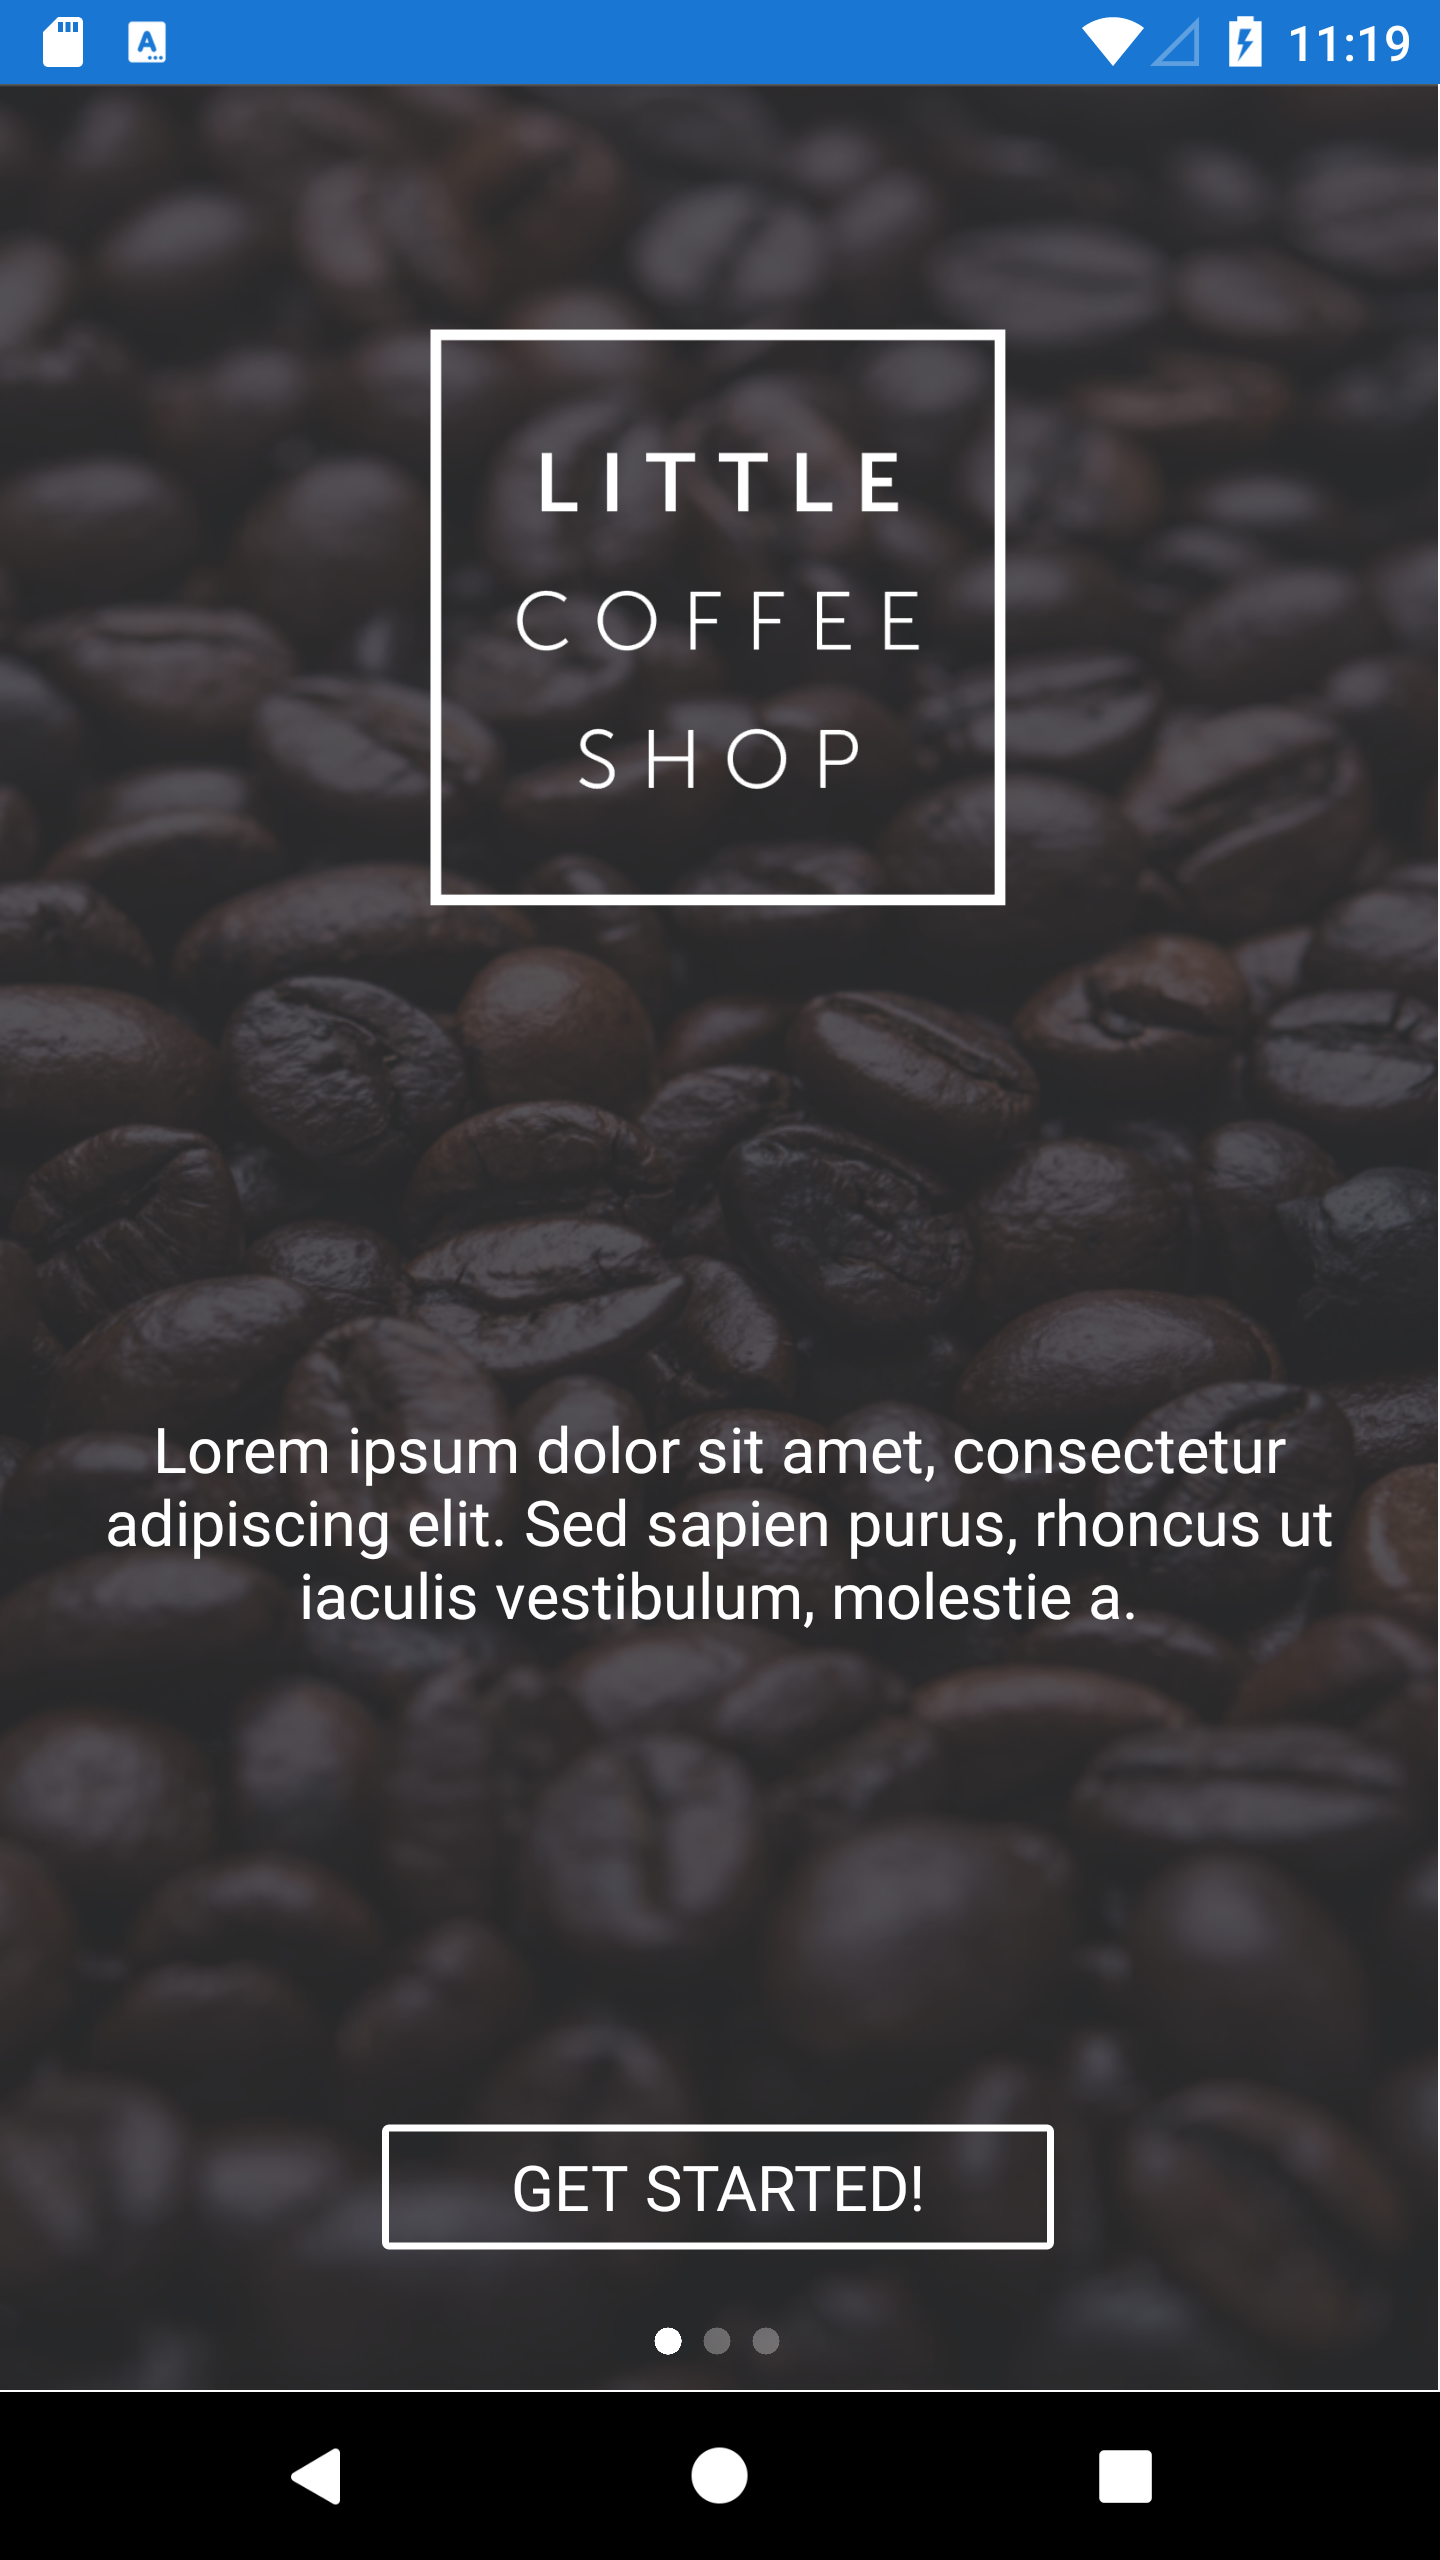 11:19
LITTLE
COFFEE
SHOP
Lorem ipsum dolor sit amet, consectetur
adipiscing elit. Sed sapien purus, rhoncus ut
iaculis vestibulum, molestie a.
GET STARTED!